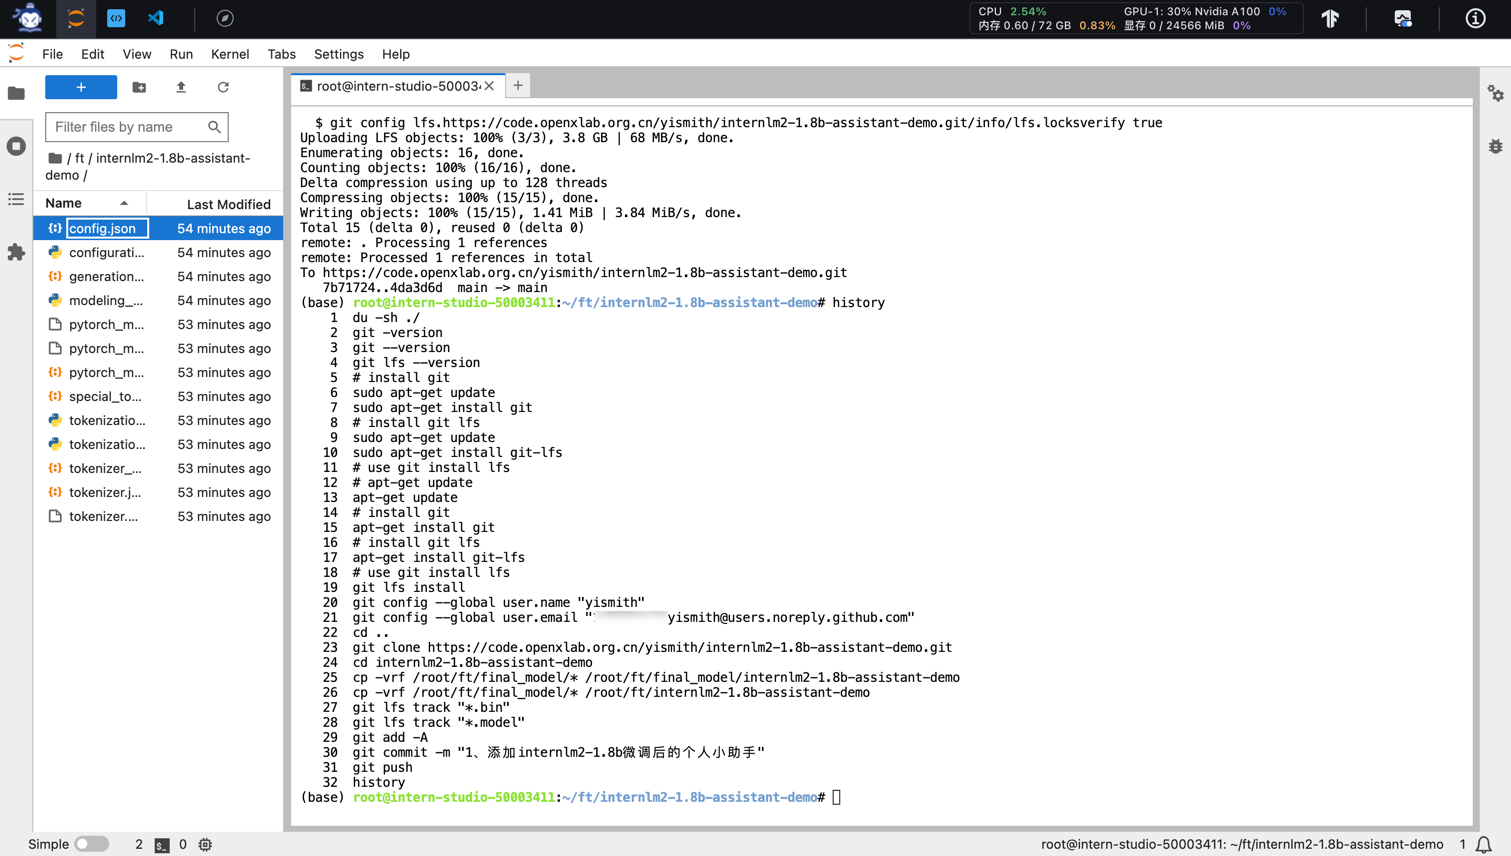 CPU 2.54% GPU-1: 30% Nvidia A100 0%
内存 0.60 / 72 GB 0.83% 显存 0 / 24566 MiB 0%
File Edit View Run Kernel Tabs Settings Help
root@intern-studio-50003
Filter files by name
/ ft / internlm2-1.8b-assistant-
demo /
Name Last Modified
config.json 54 minutes ago
configurati... 54 minutes ago
generation... 54 minutes ago
modeling_... 54 minutes ago
pytorch_m... 53 minutes ago
pytorch_m... 53 minutes ago
pytorch_m... 53 minutes ago
special_to... 53 minutes ago
tokenizatio... 53 minutes ago
tokenizatio... 53 minutes ago
tokenizer_... 53 minutes ago
tokenizer.j... 53 minutes ago
tokenizer.... 53 minutes ago
$ git config lfs.https://code.openxlab.org.cn/yismith/internlm2-1.8b-assistant-demo.git/info/lfs.locksverify true
Uploading LFS objects: 100% (3/3), 3.8 GB | 68 MB/s, done.
Enumerating objects: 16, done.
Counting objects: 100% (16/16), done.
Delta compression using up to 128 threads
Compressing objects: 100% (15/15), done.
Writing objects: 100% (15/15), 1.41 MiB | 3.84 MiB/s, done.
Total 15 (delta 0), reused 0 (delta 0)
remote: . Processing 1 references
remote: Processed 1 references in total
To https://code.openxlab.org.cn/yismith/internlm2-1.8b-assistant-demo.git
7b71724..4da3d6d main -> main
(base) root@intern-studio-50003411:~/ft/internlm2-1.8b-assistant-demo# history
1 du -sh ./
2 git -version
3 git --version
4 git lfs --version
5 # install git
6 sudo apt-get update
7 sudo apt-get install git
8 # install git lfs
9 sudo apt-get update
10 sudo apt-get install git-lfs
11 # use git install lfs
12 # apt-get update
13 apt-get update
14 # install git
15 apt-get install git
16 # install git lfs
17 apt-get install git-lfs
18 # use git install lfs
19 git lfs install
20 git config --global user.name "yismith"
21 git config --global user.email " yismith@users.noreply.github.com"
22 cd ..
23 git clone https://code.openxlab.org.cn/yismith/internlm2-1.8b-assistant-demo.git
24 cd internlm2-1.8b-assistant-demo
25 cp -vrf /root/ft/final_model/* /root/ft/final_model/internlm2-1.8b-assistant-demo
26 cp -vrf /root/ft/final_model/* /root/ft/internlm2-1.8b-assistant-demo
27 git lfs track "*.bin"
28 git lfs track "*.model"
29 git add -A
30 git commit -m "1、添加internlm2-1.8b微调后的个人小助手"
31 git push
32 history
(base) root@intern-studio-50003411:~/ft/internlm2-1.8b-assistant-demo#
Simple 2 0 root@intern-studio-50003411: ~/ft/internlm2-1.8b-assistant-demo 1